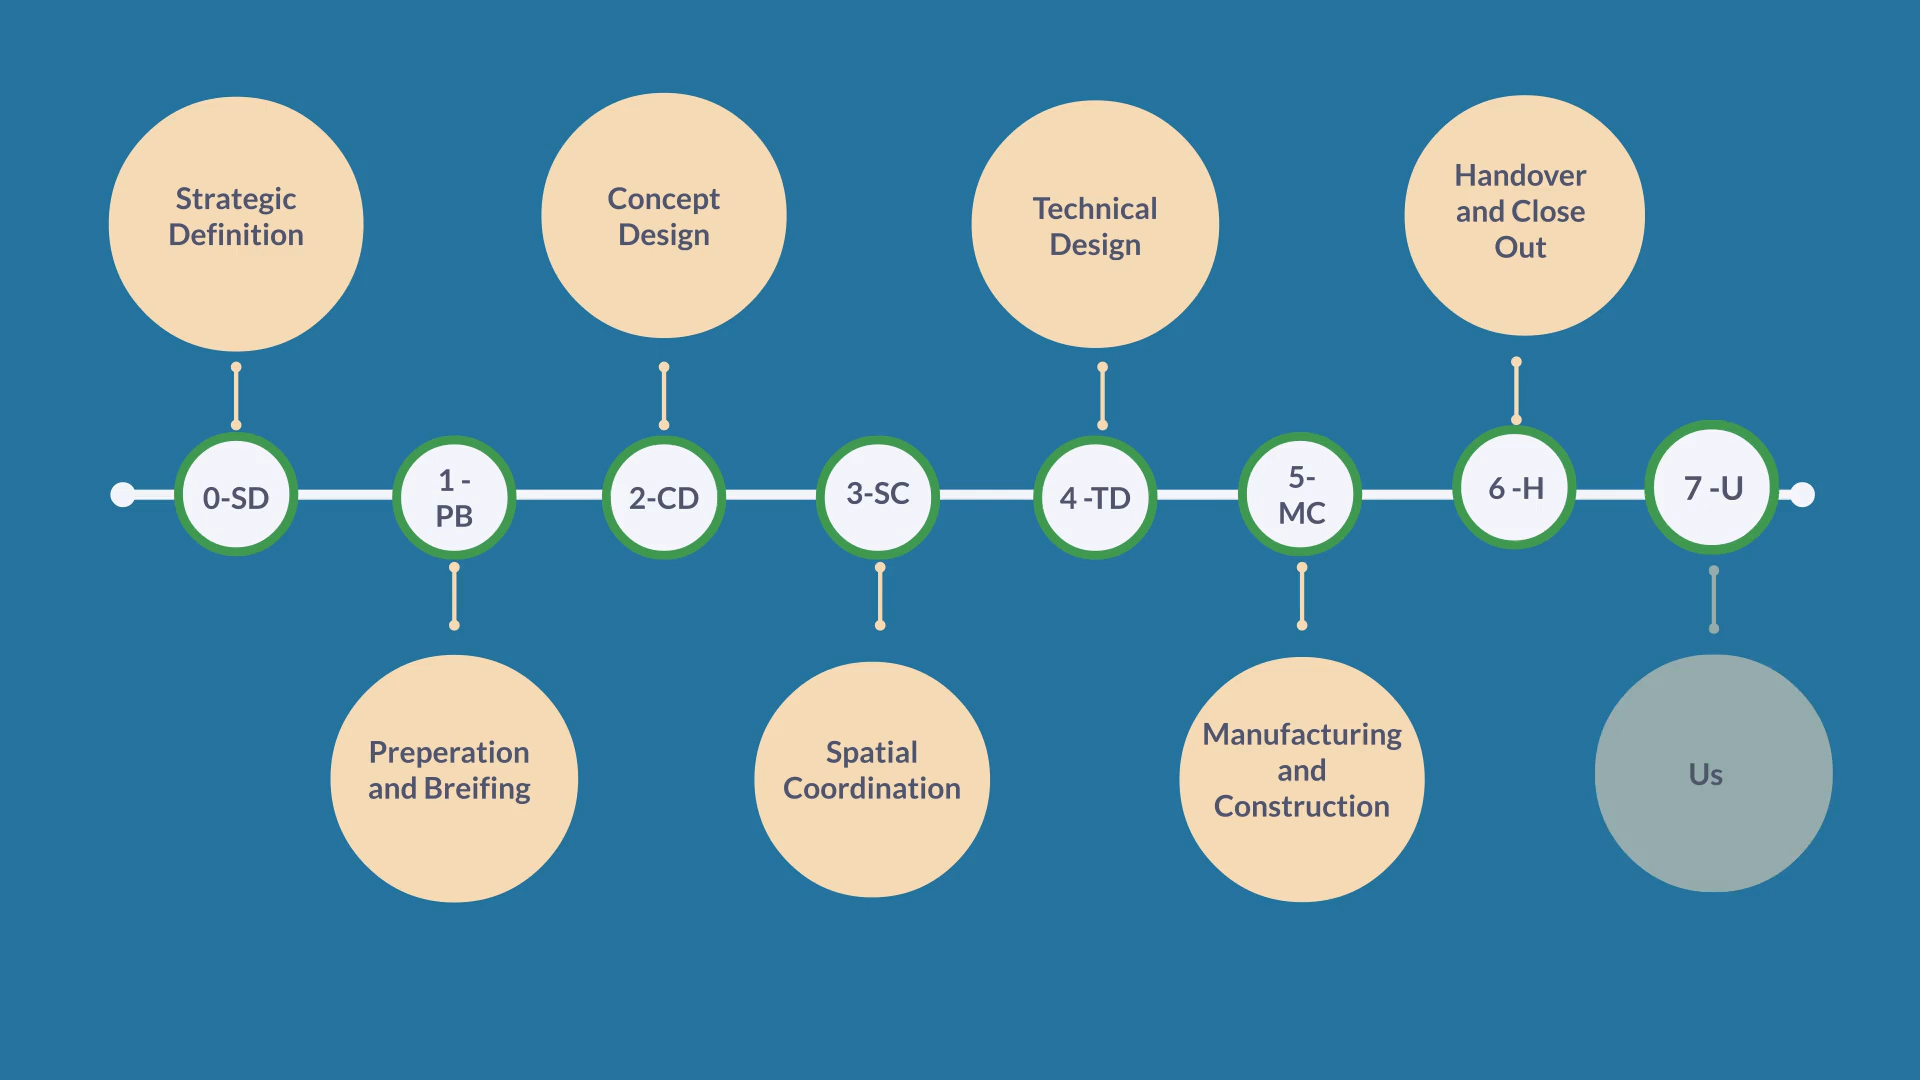 Strategic
Definition
Concept
Design
Technical
Design
Handover
and Close
Out
0-SD
1 -
PB
2-CD
3-SC
4 -TD
5-
MC
6 -H
7 -U
Preperation
and Breifing
Spatial
Coordination
Manufacturing
and
Construction
Us